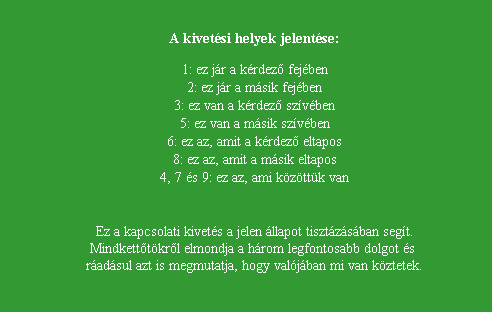 A kivetési helyek jelentése:
1: ez jár a kérdező fejében
2: ez jár a másik fejében
3: ez van a kérdező szívében
5: ez van a másik szívében
6: ez az, amit a kérdező eltapos
8: ez az, amit a másik eltapos
4, 7 és 9: ez az, ami közöttük van
Ez a kapcsolati kivetés a jelen állapot tisztázásában segít.
Mindkettőtökről elmondja a három legfontosabb dolgot és
ráadásul azt is megmutatja, hogy valójában mi van köztetek.